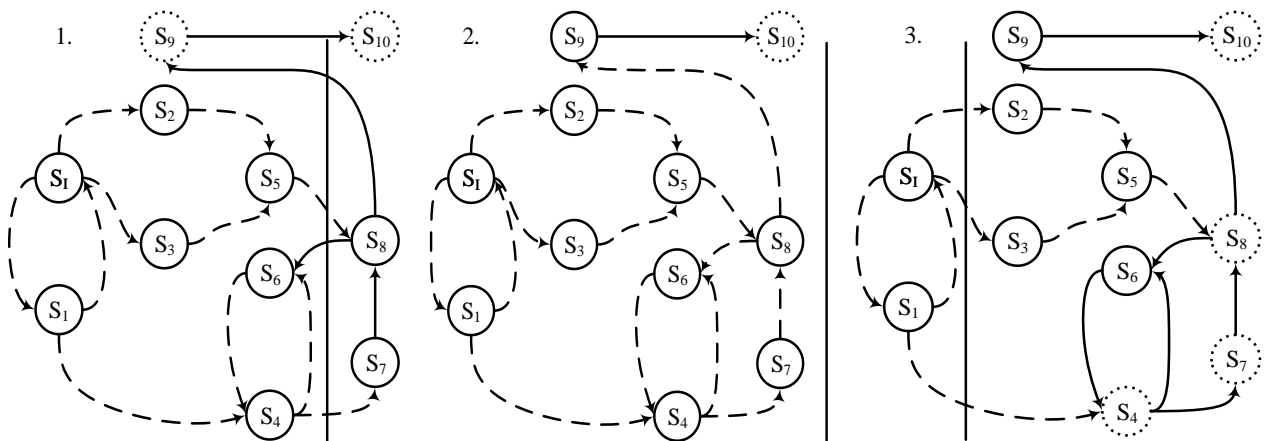 1. S9 S10 2. S9 S10 3. S9 S10
S2 S2 S2
SI S5 SI S5 SI S5
S3 S8 S3 S8 S3 S8
S6 S6 S6
S1 S1 S1
S7 S7 S7
S4 S4 S4